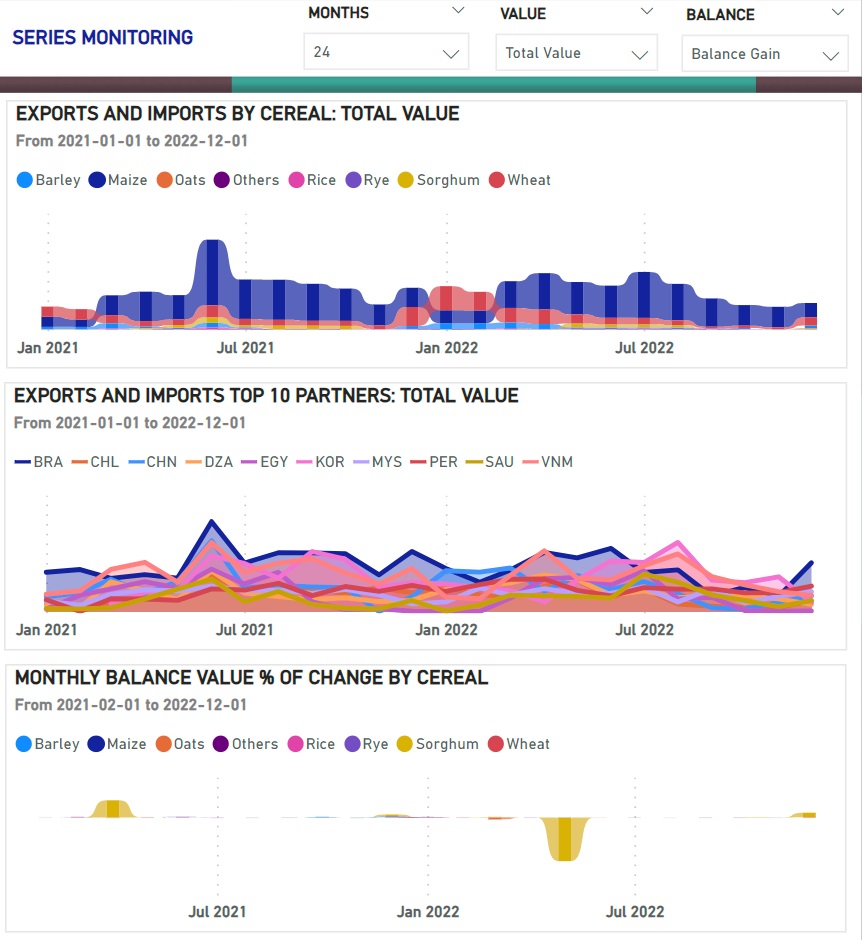 SERIES MONITORING
MONTHS
VALUE
BALANCE
24
Total Value
Balance Gain
EXPORTS AND IMPORTS BY CEREAL: TOTAL VALUE
From 2021-01-01 to 2022-12-01
Barley Maize Oats Others Rice Rye Sorghum Wheat
Jan 2021 Jul 2021 Jan 2022 Jul 2022
EXPORTS AND IMPORTS TOP 10 PARTNERS: TOTAL VALUE
From 2021-01-01 to 2022-12-01
BRA CHL CHN DZA EGY KOR MYS PER SAU VNM
Jan 2021 Jul 2021 Jan 2022 Jul 2022
MONTHLY BALANCE VALUE % OF CHANGE BY CEREAL
From 2021-02-01 to 2022-12-01
Barley Maize Oats Others Rice Rye Sorghum Wheat
Jul 2021 Jan 2022 Jul 2022